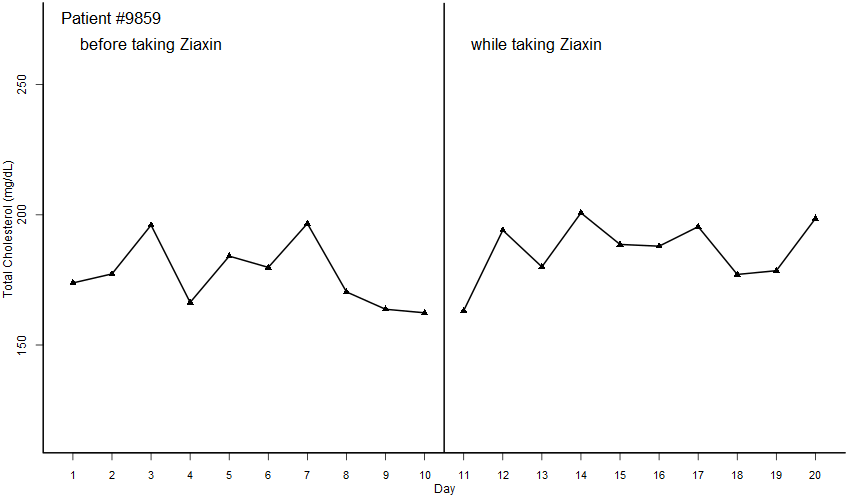 Patient #9859
before taking Ziaxin
while taking Ziaxin
Total Cholesterol (mg/dL)
250
200
150
1 2 3 4 5 6 7 8 9 10 11 12 13 14 15 16 17 18 19 20
Day